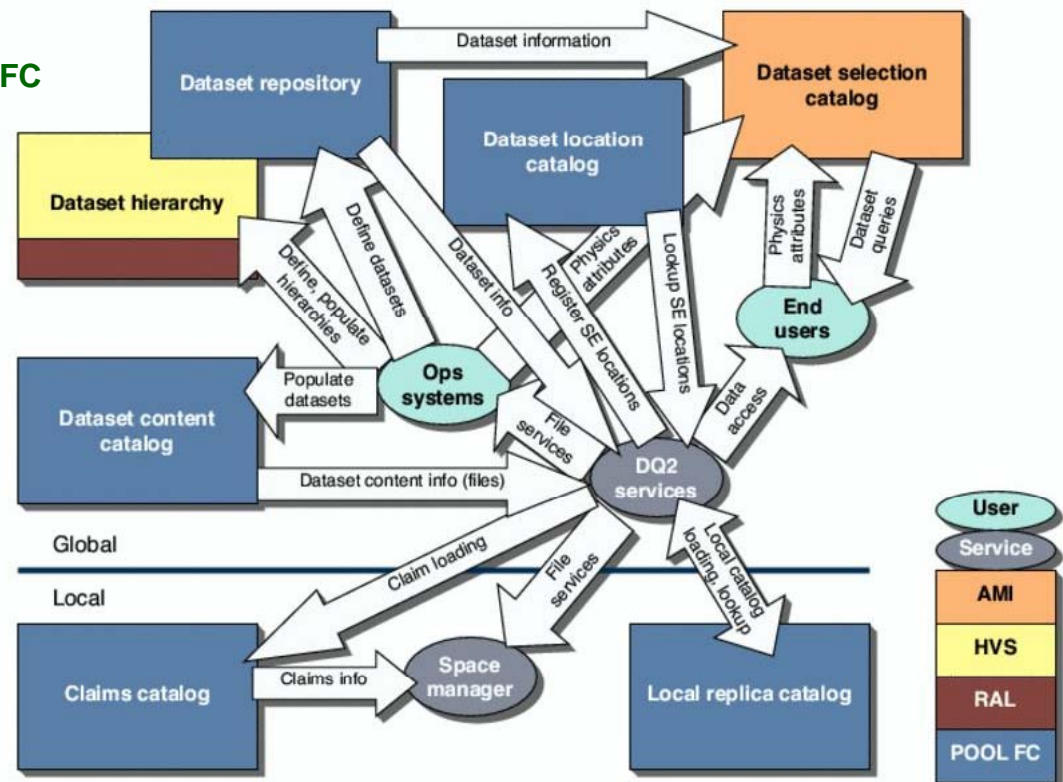 FC
Dataset repository
Dataset information
Dataset selection
catalog
Dataset location
catalog
Dataset hierarchy
Define datasets
Define, populate
hierarchies
Dataset info
Physics
attributes
Register SE locations
Lookup SE locations
Physics
attributes
Dataset
queries
End
users
Ops
systems
Populate
datasets
Dataset content
catalog
File
services
Data
access
DQ2
services
Dataset content info (files)
Global
Local
Claim loading
File
services
Local catalog
loading, lookup
Claims catalog
Claims info
Space
manager
Local replica catalog
User
Service
AMI
HVS
RAL
POOL FC